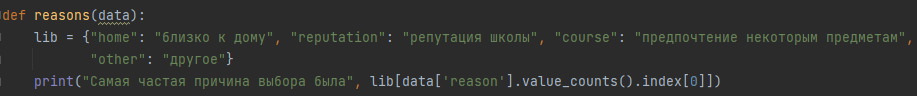 def reasons(data):
lib = {"home": "близко к дому", "reputation": "репутация школы", "course": "предпочтение некоторым предметам",
"other": "другое"}
print("Самая частая причина выбора была", lib[data['reason'].value_counts().index[0]])